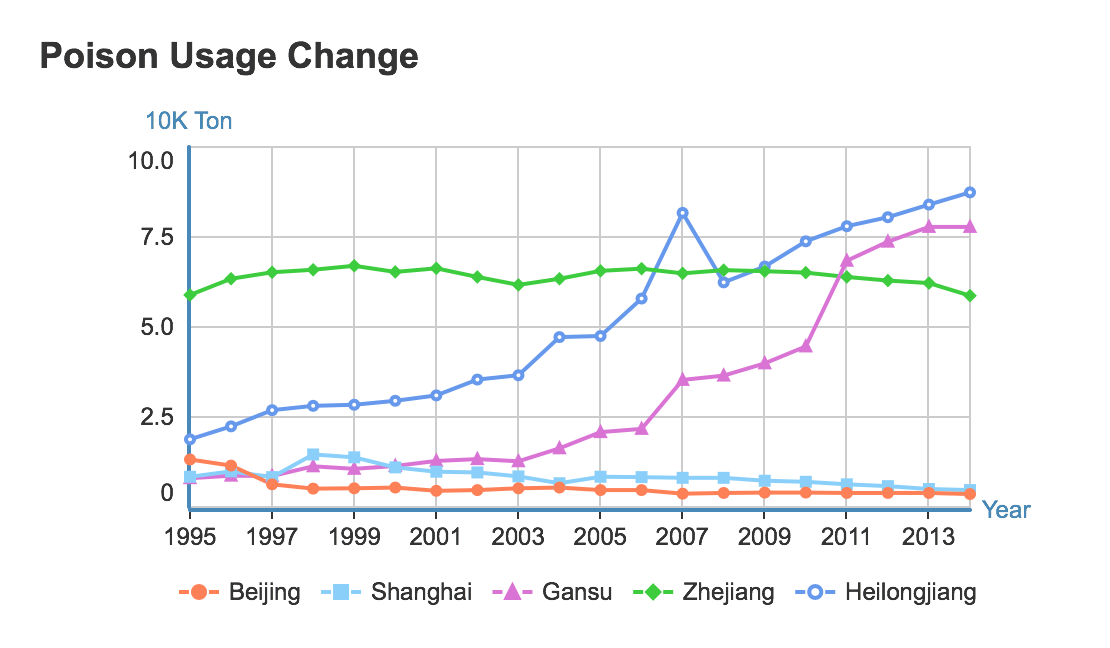 Poison Usage Change
10K Ton
10.0
7.5
5.0
2.5
0
Year
1995 1997 1999 2001 2003 2005 2007 2009 2011 2013
Beijing Shanghai Gansu Zhejiang Heilongjiang